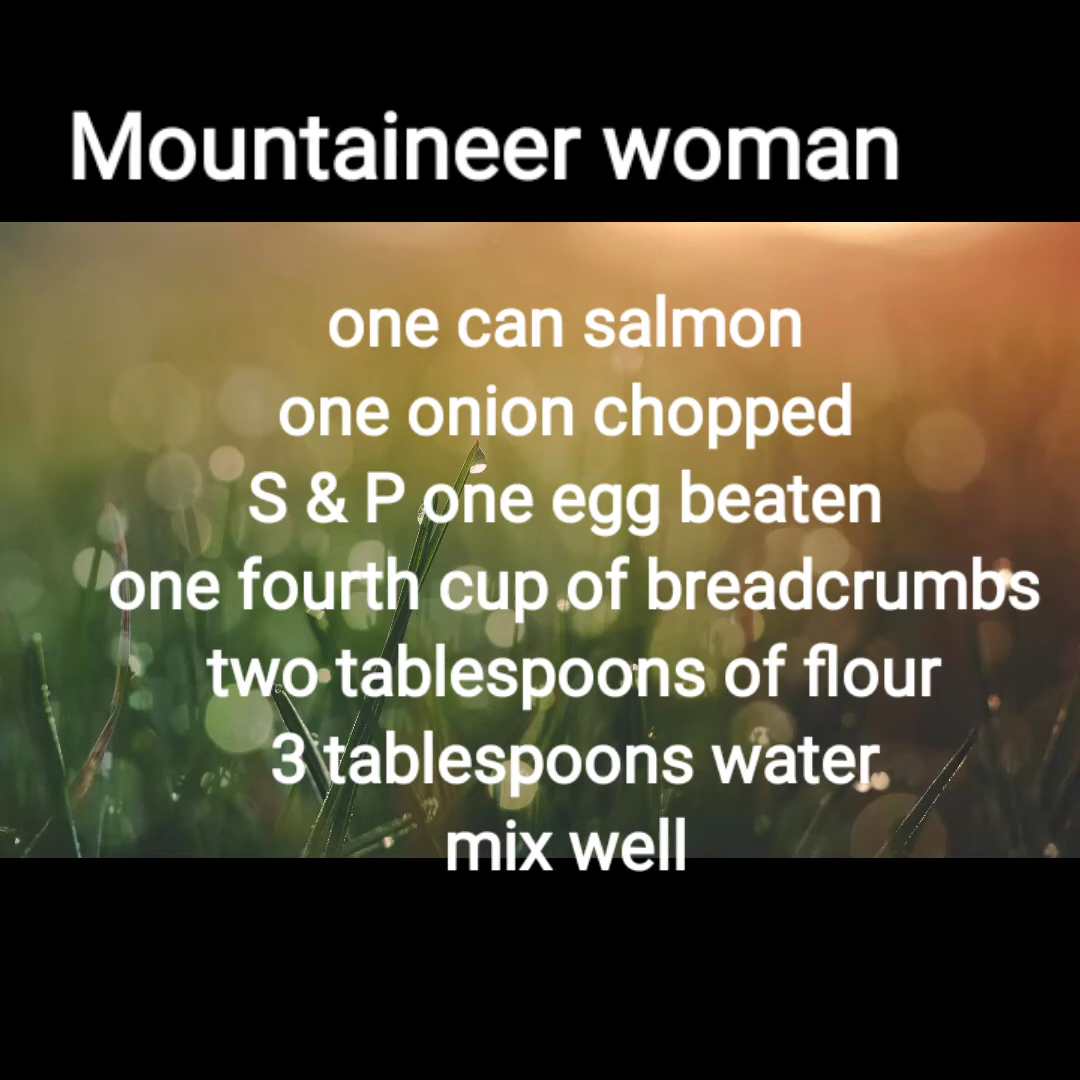 Mountaineer woman
one can salmon
one onion chopped
S & P one egg beaten
one fourth cup of breadcrumbs
two tablespoons of flour
3 tablespoons water
mix well